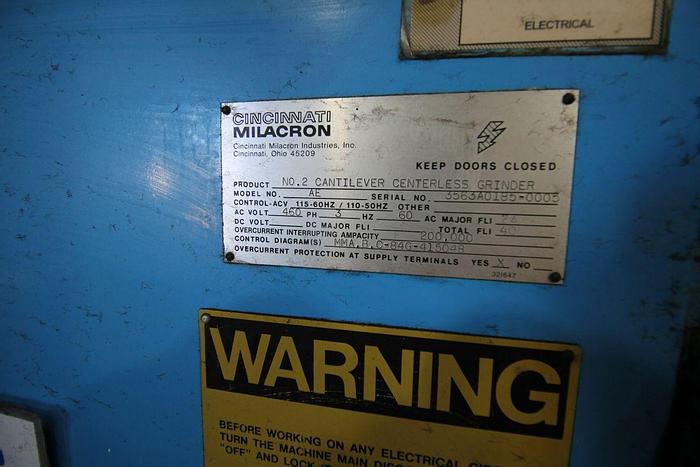 ELECTRICAL
CINCINNATI
MILACRON
Cincinnati Milacron Industries, Inc.
Cincinnati, Ohio 45209
KEEP DOORS CLOSED
PRODUCT NO.2 CANTILEVER CENTERLESS GRINDER
MODEL NO. AE SERIAL NO. 3563A0185-0005
CONTROL-ACV 115-60HZ / 110-50HZ OTHER
AC VOLT 460 PH 3 HZ 60 AC MAJOR FLI
DC VOLT DC MAJOR FLI TOTAL FLI
OVERCURRENT INTERRUPTING AMPACITY 200,000
CONTROL DIAGRAM(S) MMA,B,C-84G-41504R
OVERCURRENT PROTECTION AT SUPPLY TERMINALS YES X NO
321647
WARNING
BEFORE WORKING ON ANY ELECTRICAL
TURN THE MACHINE MAIN
"OFF" AND LOCK